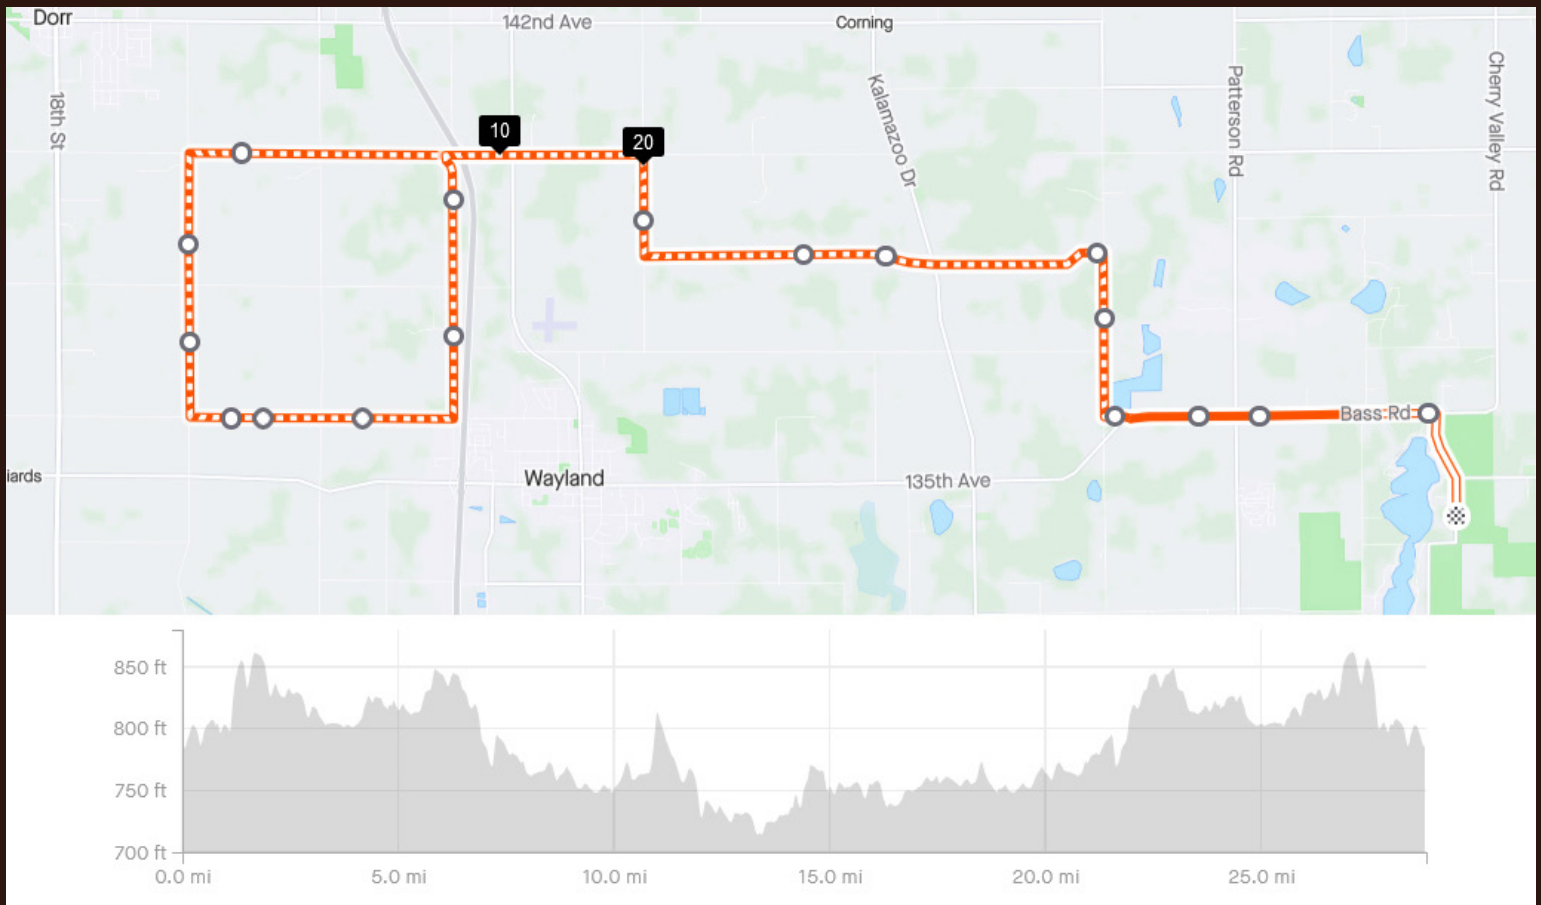 Dorr
142nd Ave
Corning
18th St
Kalamazoo Dr
Patterson Rd
Cherry Valley Rd
10
20
Bass Rd
iards
Wayland
135th Ave
850 ft
800 ft
750 ft
700 ft
0.0 mi
5.0 mi
10.0 mi
15.0 mi
20.0 mi
25.0 mi